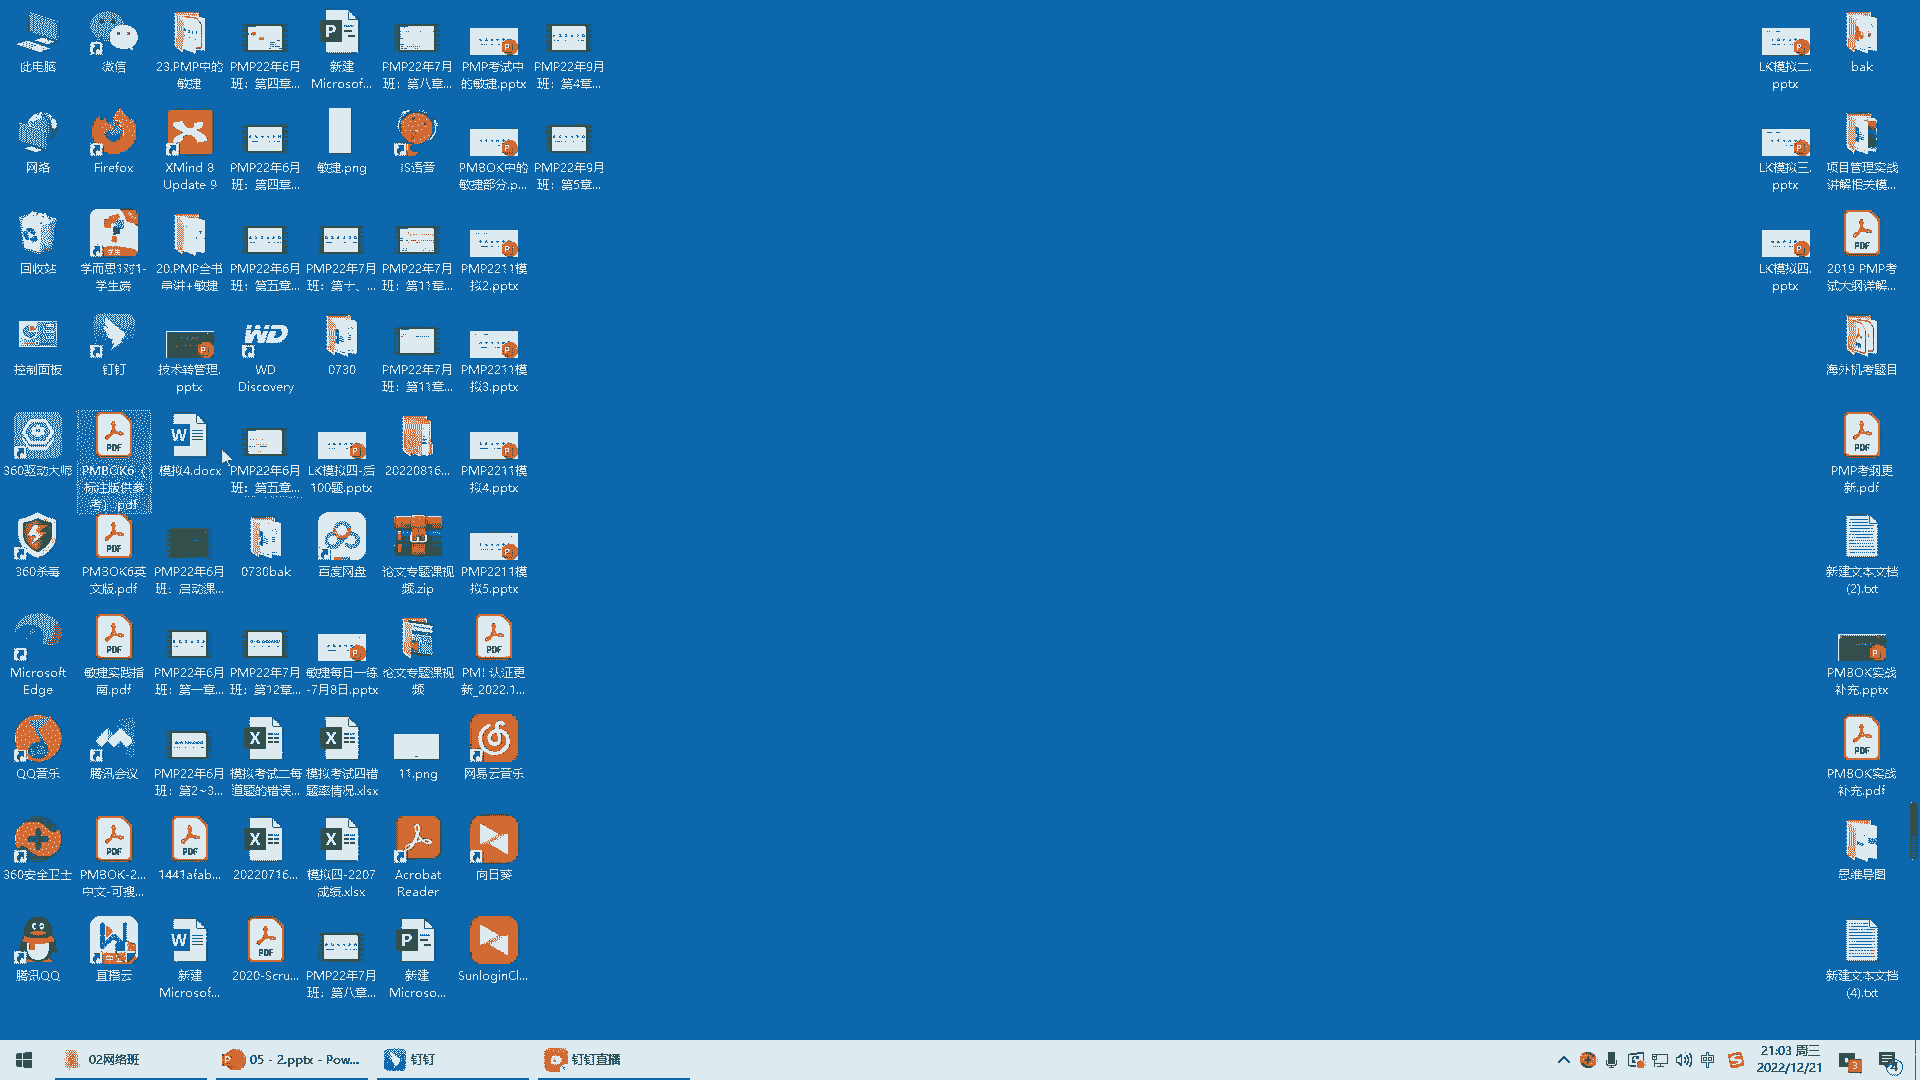 此电脑
微信
23.PMP中的
敏捷
PMP22年6月
班：第四章...
新建
Microsof...
PMP22年7月
班：第八章...
PMP考试中
的敏捷.pptx
PMP22年9月
班：第4章...
LK模拟二.
pptx
bak
网络
Firefox
XMind 8
Update 9
PMP22年6月
班：第四章...
敏捷.png
iS语音
PMBOK中的
敏捷部分.p...
PMP22年9月
班：第5章...
LK模拟三.
pptx
项目管理实战
讲解相关模...
回收站
学而思1对1-
学生端
20.PMP全书
串讲+敏捷
PMP22年6月
班：第五章...
PMP22年7月
班：第十、...
PMP22年7月
班：第11章...
PMP2211模
拟2.pptx
LK模拟四.
pptx
2019 PMP考
试大纲详解...
控制面板
钉钉
技术转管理.
pptx
WD
Discovery
0730
PMP22年7月
班：第11章...
PMP2211模
拟3.pptx
海外机考题目
360驱动大师
PMBOK6（
标注版供参
考）.pdf
模拟4.docx
PMP22年6月
班：第五章...
LK模拟四-后
100题.pptx
20220816...
PMP2211模
拟4.pptx
PMP考纲更
新.pdf
360杀毒
PMBOK6英
文版.pdf
PMP22年6月
班：启动课...
0730bak
百度网盘
论文专题课视
频.zip
PMP2211模
拟5.pptx
新建文本文档
(2).txt
Microsoft
Edge
敏捷实践指
南.pdf
PMP22年6月
班：第一章...
PMP22年7月
班：第12章...
敏捷每日一练
-7月8日.pptx
论文专题课视
频
PMI 认证更
新_2022.1...
PMBOK实战
补充.pptx
QQ音乐
腾讯会议
PMP22年6月
班：第2~3...
模拟考试二每
道题的错误...
模拟考试四错
题率情况.xlsx
11.png
网易云音乐
PMBOK实战
补充.pdf
360安全卫士
PMBOK-2...
中文-可搜...
1441afab...
20220716...
模拟四-2207
成绩.xlsx
Acrobat
Reader
向日葵
思维导图
腾讯QQ
直播云
新建
Microsof...
2020-Scru...
PMP22年7月
班：第八章...
新建
Microso...
SunloginCl...
新建文本文档
(4).txt
02网络班
05 - 2.pptx - Pow...
钉钉
钉钉直播
中
21:03 周三
2022/12/21
3
4